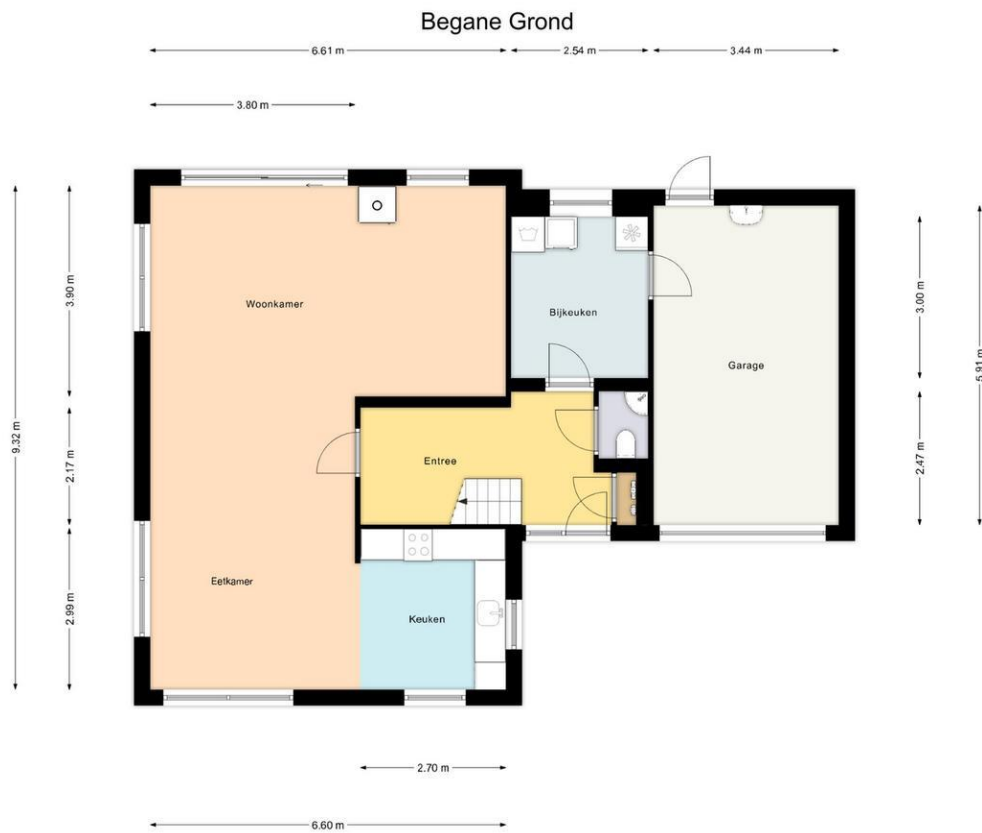 Begane Grond
6.61 m
2.54 m
3.44 m
3.80 m
9.32 m
3.90 m
2.17 m
2.99 m
3.00 m
2.47 m
5.91 m
Woonkamer
Bijkeuken
Garage
Entree
Eetkamer
Keuken
2.70 m
6.60 m